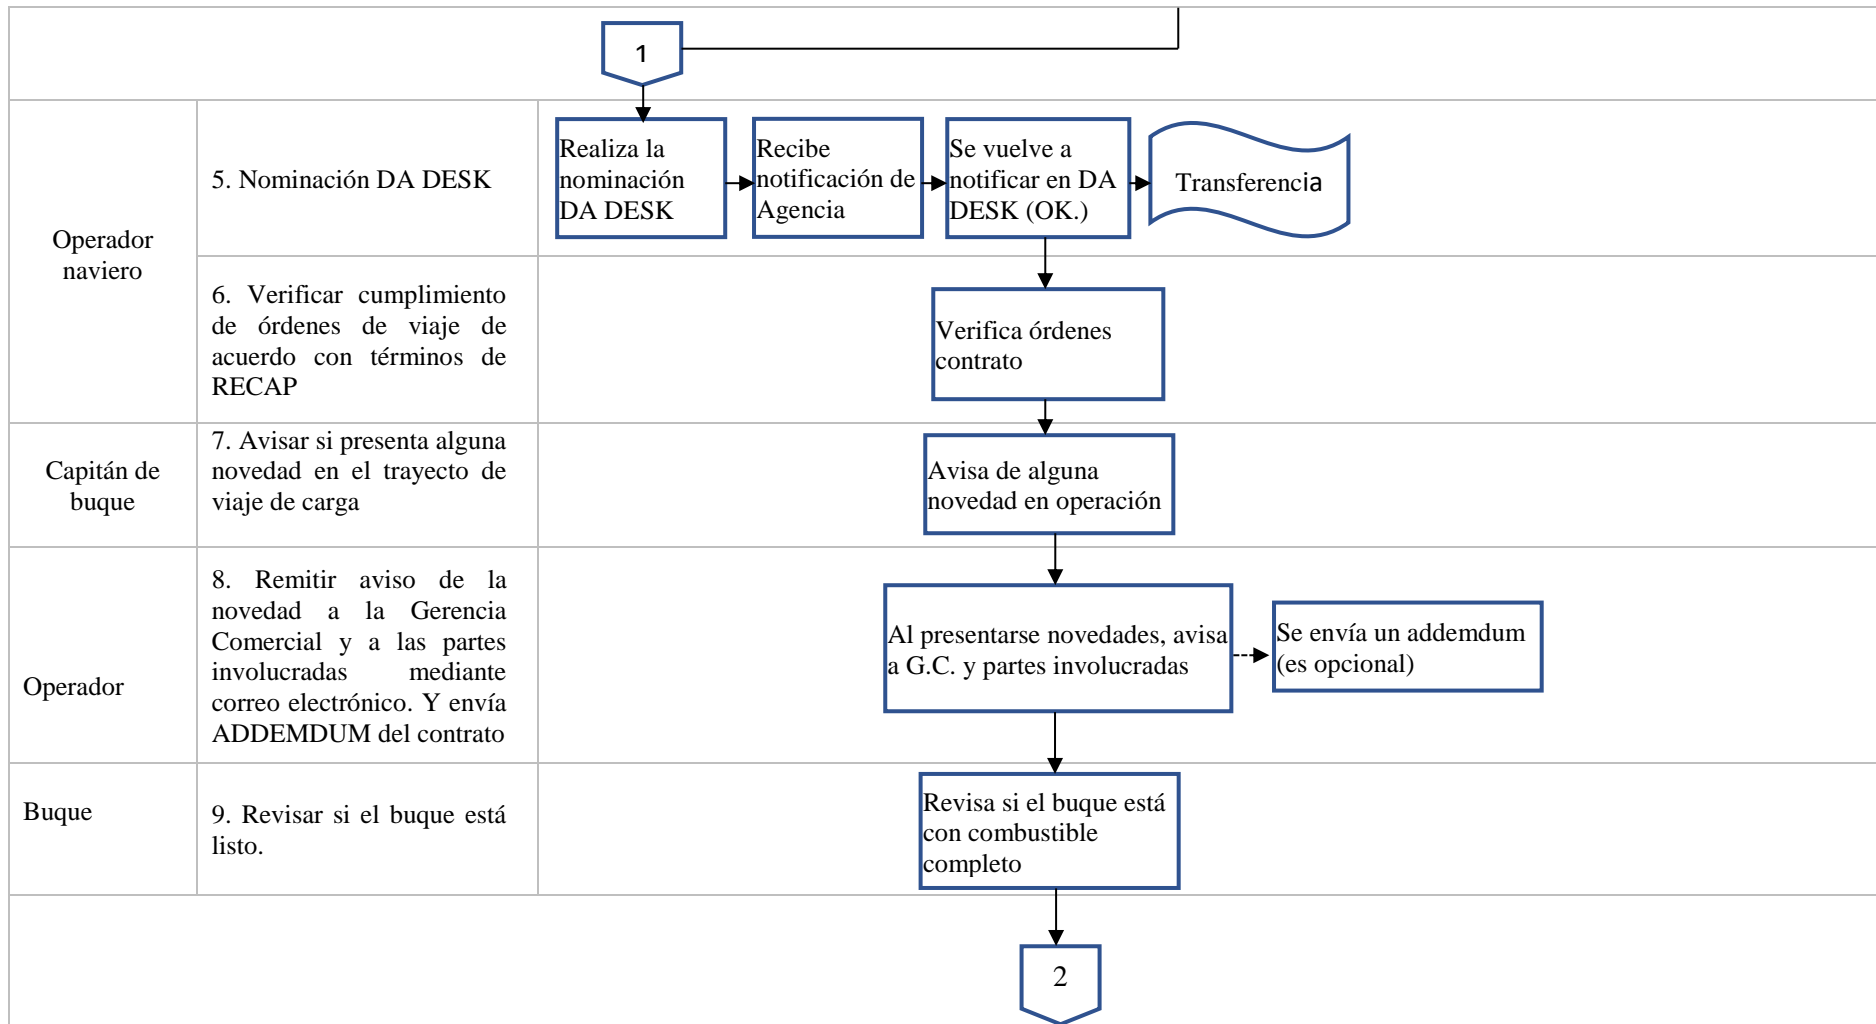 1
Operador
naviero
5. Nominación DA DESK
Realiza la
nominación
DA DESK
Recibe
notificación de
Agencia
Se vuelve a
notificar en DA
DESK (OK.)
Transferencia
6. Verificar cumplimiento
de órdenes de viaje de
acuerdo con términos de
RECAP
Verifica órdenes
contrato
Capitán de
buque
7. Avisar si presenta alguna
novedad en el trayecto de
viaje de carga
Avisa de alguna
novedad en operación
Operador
8. Remitir aviso de la
novedad a la Gerencia
Comercial y a las partes
involucradas mediante
correo electrónico. Y envía
ADDEMDUM del contrato
Al presentarse novedades, avisa
a G.C. y partes involucradas
Se envía un addemdum
(es opcional)
Buque
9. Revisar si el buque está
listo.
Revisa si el buque está
con combustible
completo
2